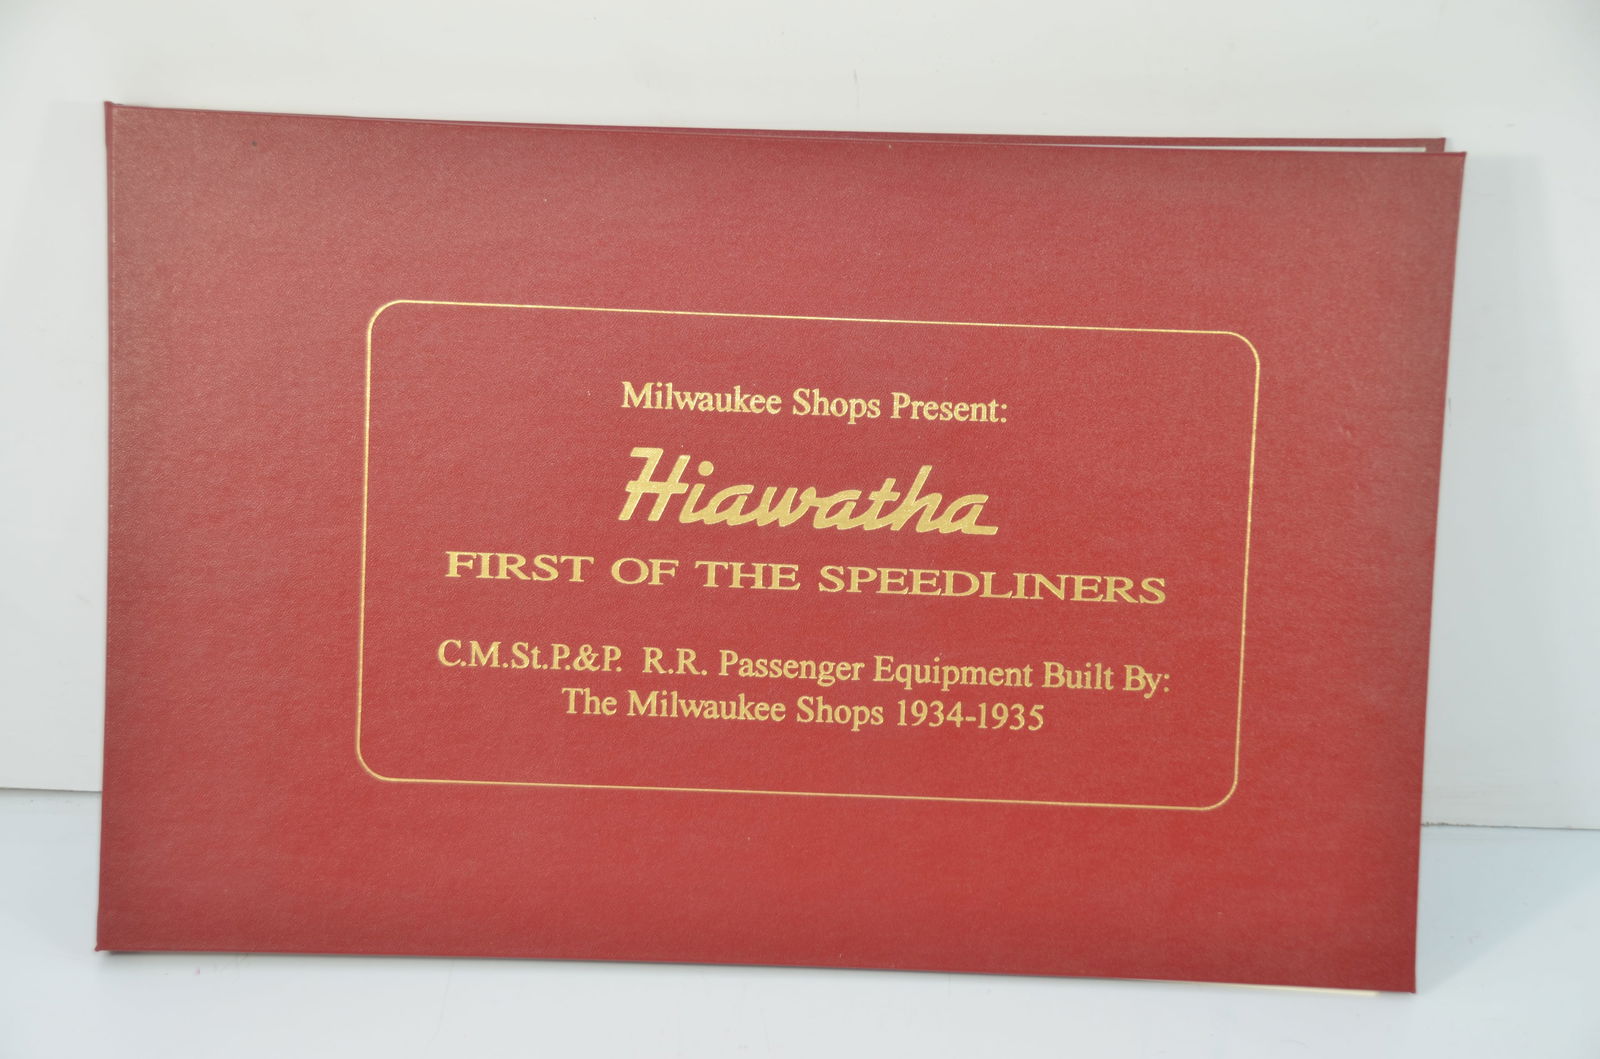 Milwaukee Shops Present:
Hiawatha
FIRST OF THE SPEEDLINERS
C.M.St.P.&P. R.R. Passenger Equipment Built By:
The Milwaukee Shops 1934-1935